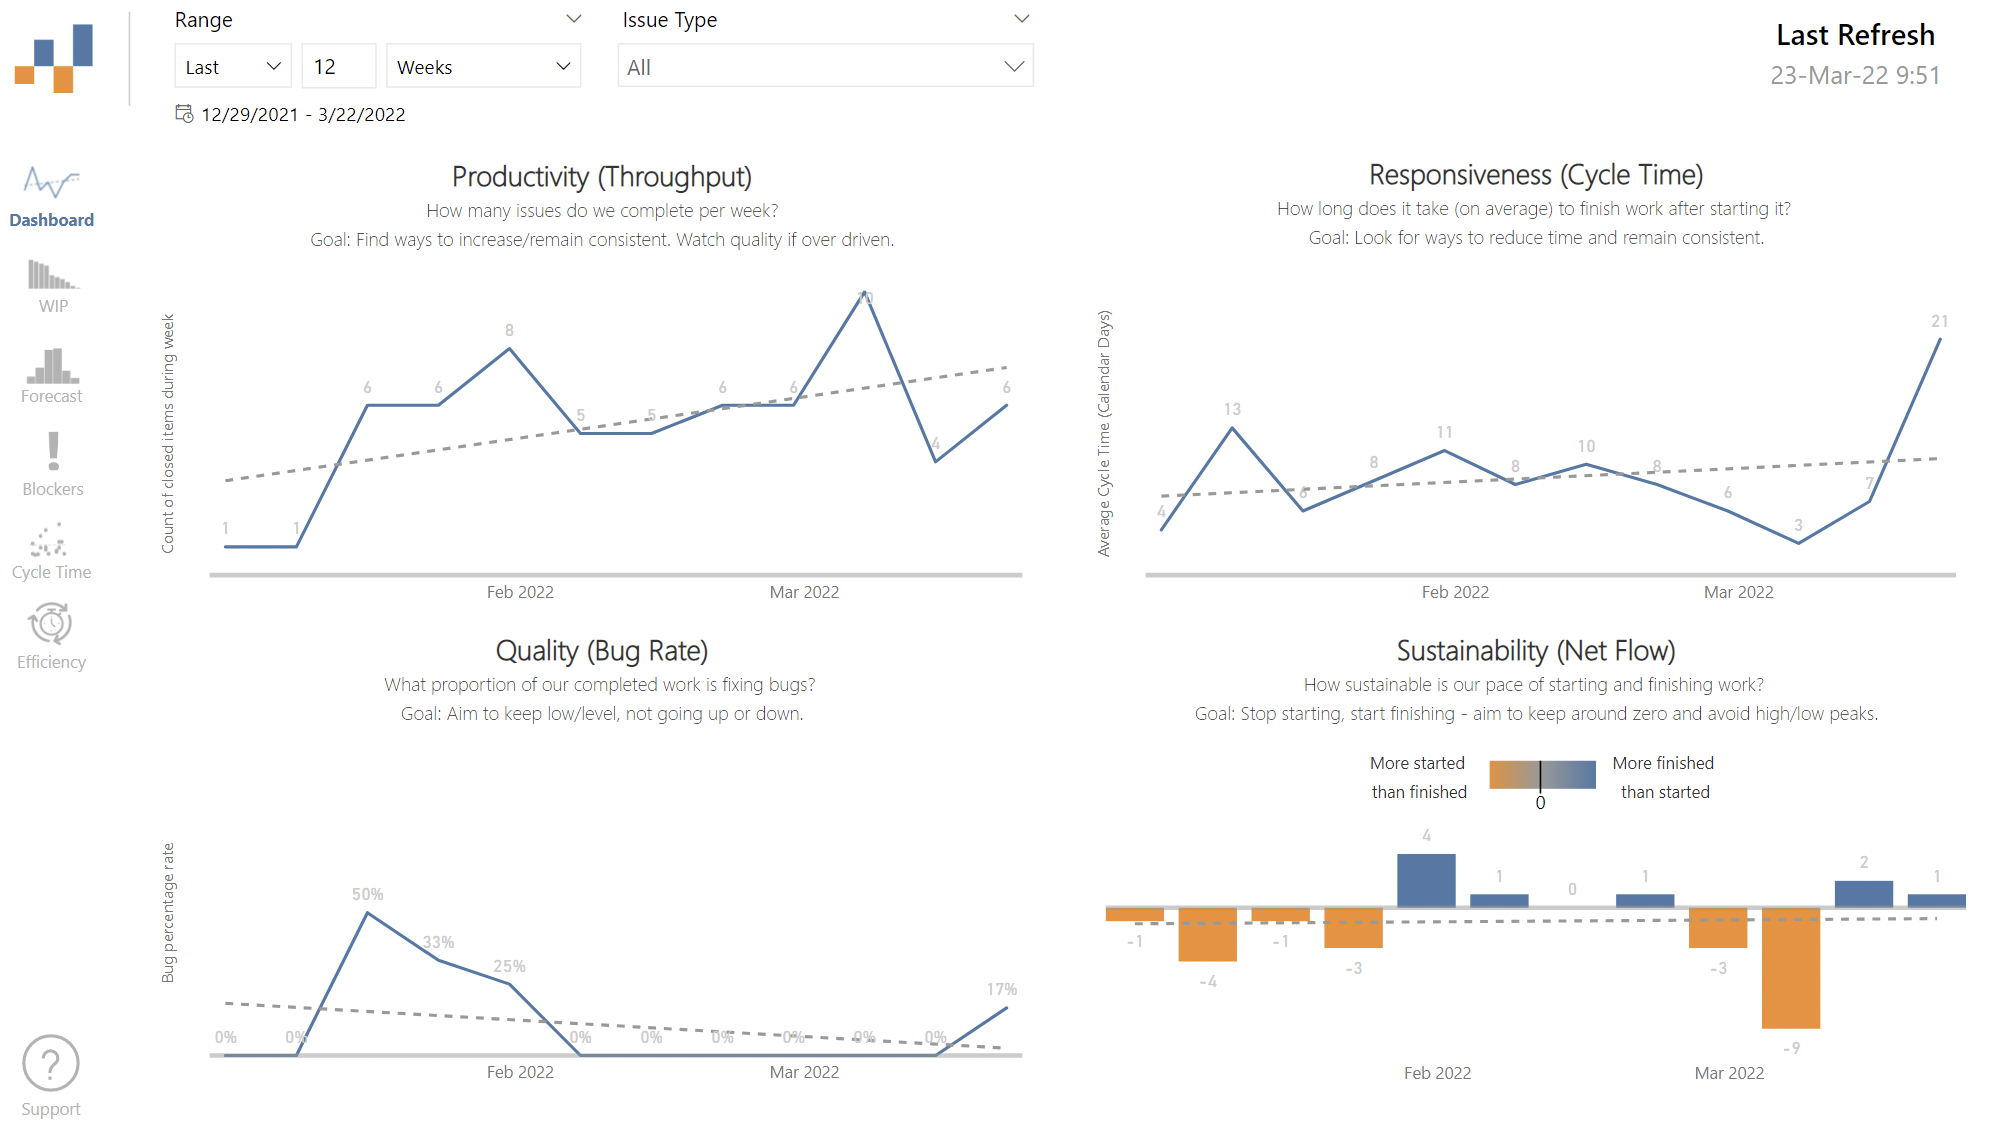 Range
Issue Type
Last
12
Weeks
All
12/29/2021 - 3/22/2022
Last Refresh
23-Mar-22 9:51
Dashboard
WIP
Forecast
Blockers
Cycle Time
Efficiency
Support
Productivity (Throughput)
How many issues do we complete per week?
Goal: Find ways to increase/remain consistent. Watch quality if over driven.
Count of closed items during week
1 1 6 6 8 5 5 6 6 10 4 6
Feb 2022 Mar 2022
Responsiveness (Cycle Time)
How long does it take (on average) to finish work after starting it?
Goal: Look for ways to reduce time and remain consistent.
Average Cycle Time (Calendar Days)
4 13 6 8 11 8 10 8 6 3 7 21
Feb 2022 Mar 2022
Quality (Bug Rate)
What proportion of our completed work is fixing bugs?
Goal: Aim to keep low/level, not going up or down.
Bug percentage rate
0% 0% 50% 33% 25% 0% 0% 0% 0% 0% 0% 17%
Feb 2022 Mar 2022
Sustainability (Net Flow)
How sustainable is our pace of starting and finishing work?
Goal: Stop starting, start finishing - aim to keep around zero and avoid high/low peaks.
More started
than finished
0
More finished
than started
-1 -4 -1 -3 4 1 0 1 -3 -9 2 1
Feb 2022 Mar 2022